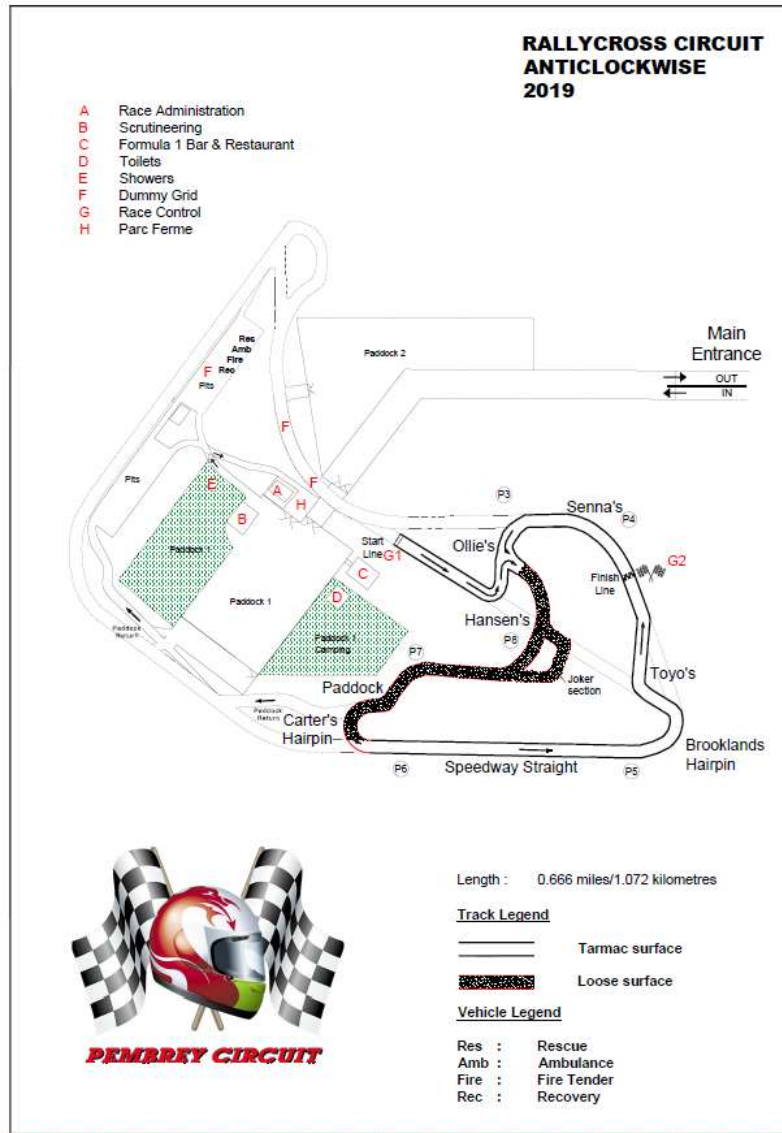 RALLYCROSS CIRCUIT
ANTICLOCKWISE
2019
A Race Administration
B Scrutineering
C Formula 1 Bar & Restaurant
D Toilets
E Showers
F Dummy Grid
G Race Control
H Parc Ferme
Res
Amb
Fire
Rec
F
Pits
Paddock 2
Main
Entrance
OUT
IN
F
F
Pits
E
A
H
B
P3
Senna's
P4
Ollie's
Start
Line
G1
C
Paddock 1
Finish
Line
G2
D
Paddock 1
Hansen's
P8
Paddock 1
Camping
P7
Paddock
Return
Toyo's
Joker
section
Paddock
Paddock
Return
Carter's
Hairpin
Brooklands
Hairpin
P6
Speedway Straight
P5
Length : 0.666 miles/1.072 kilometres
Track Legend
Tarmac surface
Loose surface
Vehicle Legend
Res : Rescue
Amb : Ambulance
Fire : Fire Tender
Rec : Recovery
PEMBREY CIRCUIT